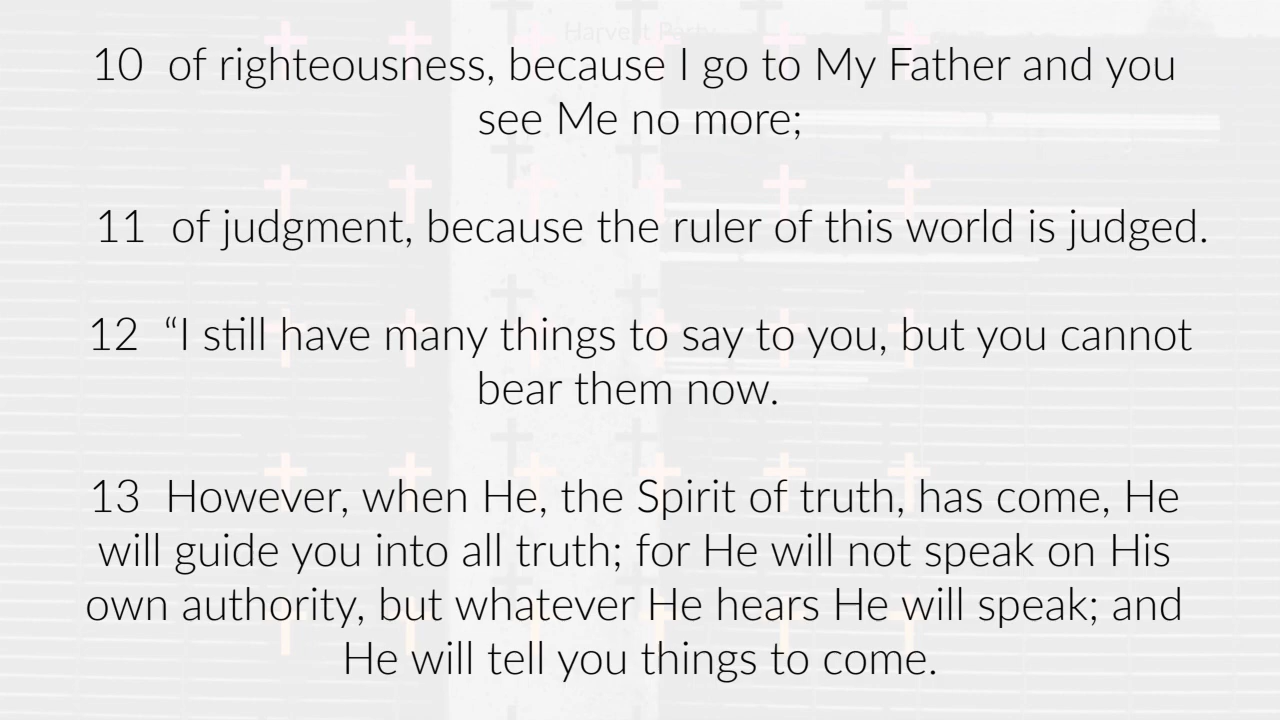 Harvest Party
10 of righteousness, because I go to My Father and you
see Me no more;
11 of judgment, because the ruler of this world is judged.
12 “I still have many things to say to you, but you cannot
bear them now.
13 However, when He, the Spirit of truth, has come, He
will guide you into all truth; for He will not speak on His
own authority, but whatever He hears He will speak; and
He will tell you things to come.